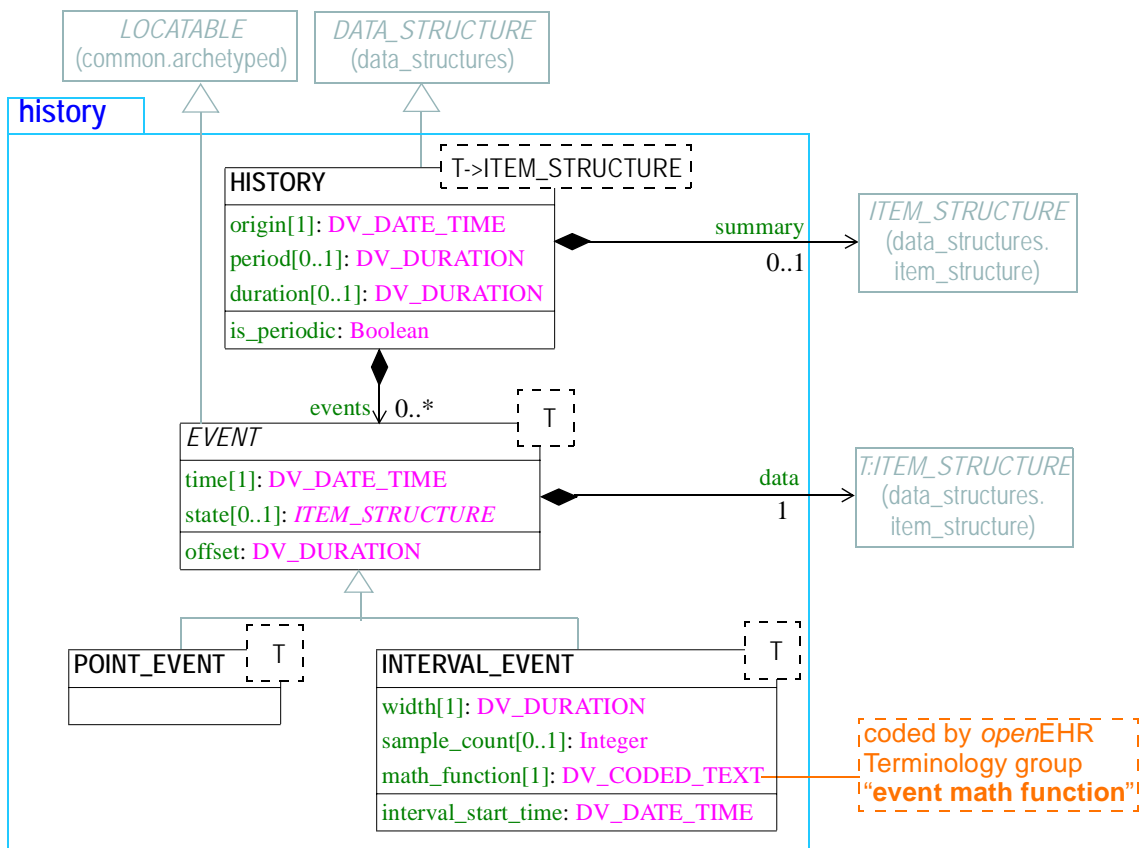 LOCATABLE
(common.archetyped)
DATA_STRUCTURE
(data_structures)
history
T->ITEM_STRUCTURE
HISTORY
origin[1]: DV_DATE_TIME
period[0..1]: DV_DURATION
duration[0..1]: DV_DURATION
is_periodic: Boolean
summary
0..1
ITEM_STRUCTURE
(data_structures.
item_structure)
events
0..*
T
EVENT
time[1]: DV_DATE_TIME
state[0..1]: ITEM_STRUCTURE
offset: DV_DURATION
data
1
T:ITEM_STRUCTURE
(data_structures.
item_structure)
T
POINT_EVENT
T
INTERVAL_EVENT
width[1]: DV_DURATION
sample_count[0..1]: Integer
math_function[1]: DV_CODED_TEXT
interval_start_time: DV_DATE_TIME
coded by openEHR
Terminology group
“event math function”